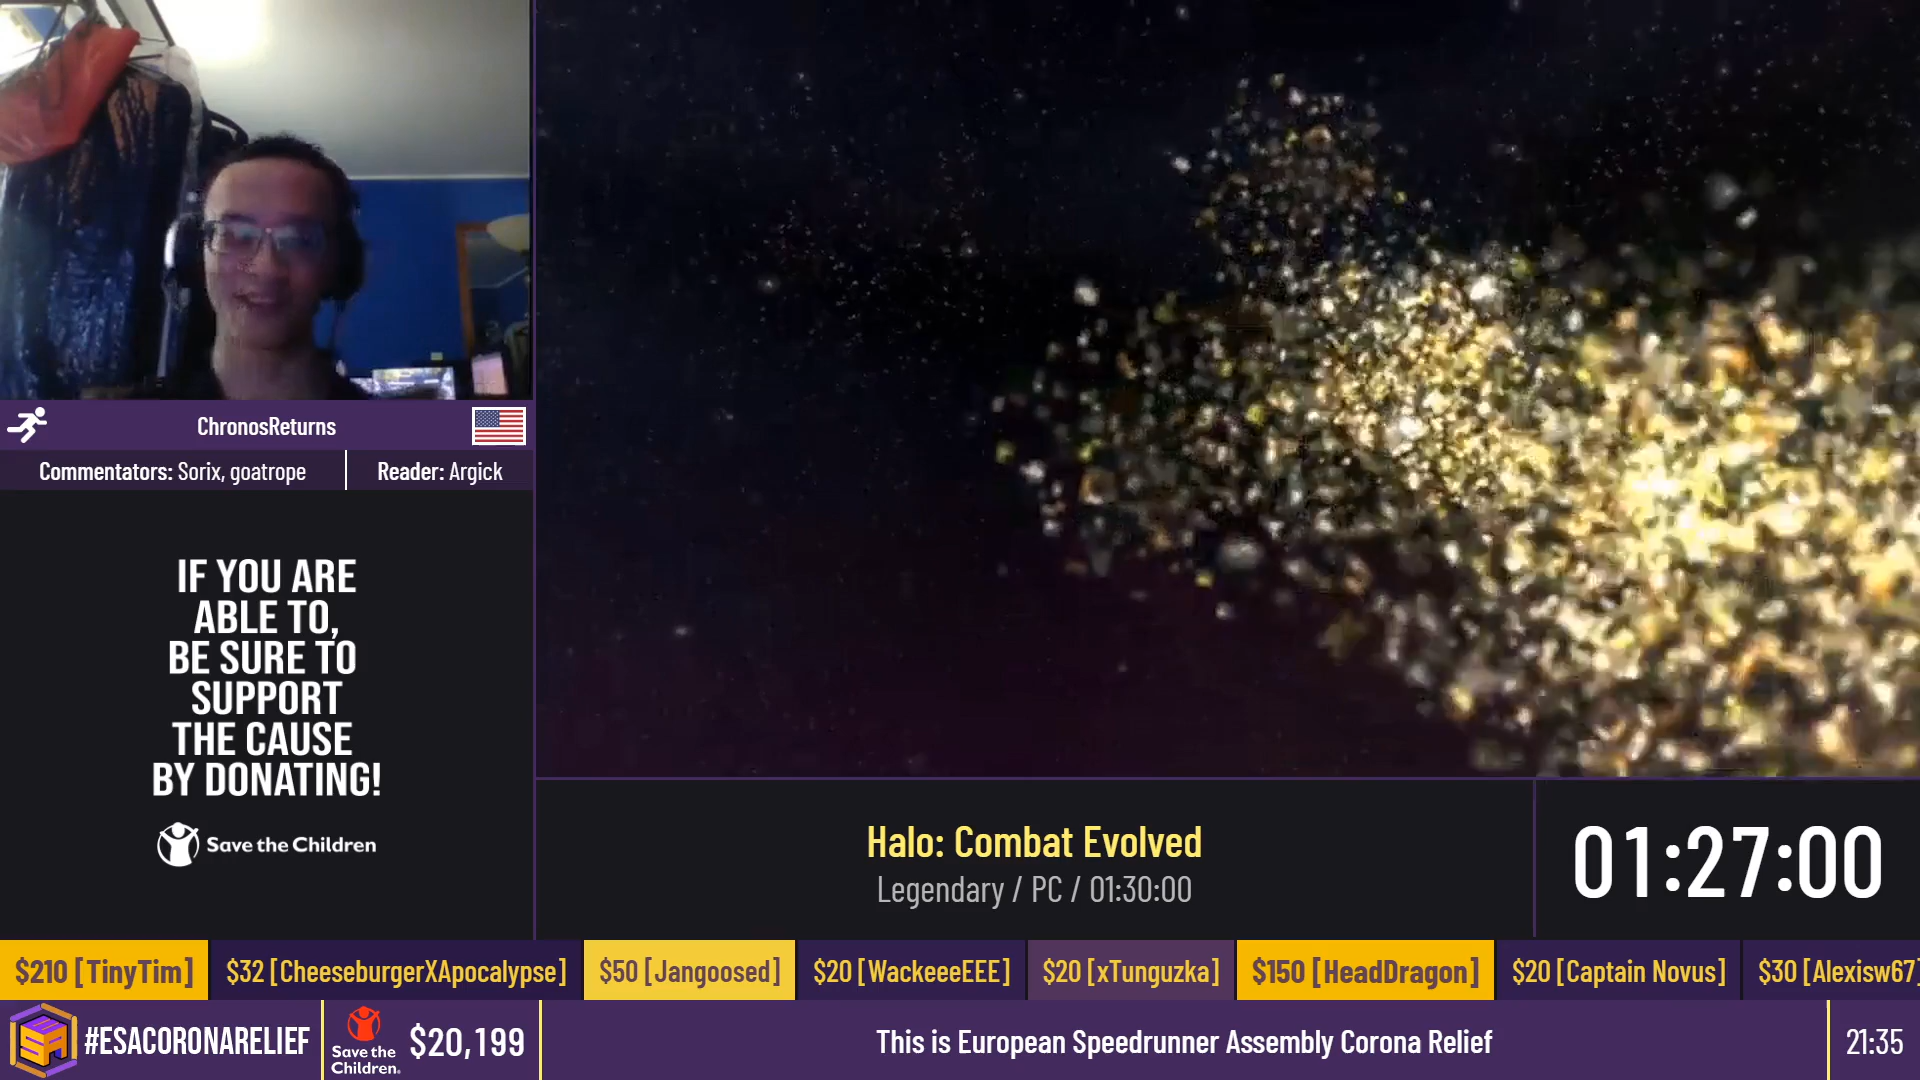 ChronosReturns
Commentators: Sorix, goatrope
Reader: Argick
IF YOU ARE
ABLE TO,
BE SURE TO
SUPPORT
THE CAUSE
BY DONATING!
Save the Children
Halo: Combat Evolved
Legendary / PC / 01:30:00
01:27:00
$210 [TinyTim]
$32 [CheeseburgerXApocalypse]
$50 [Jangoosed]
$20 [WackeeeEEE]
$20 [xTunguzka]
$150 [HeadDragon]
$20 [Captain Novus]
$30 [Alexisw67]
#ESACORONARELIEF
Save the
Children.
$20,199
This is European Speedrunner Assembly Corona Relief
21:35